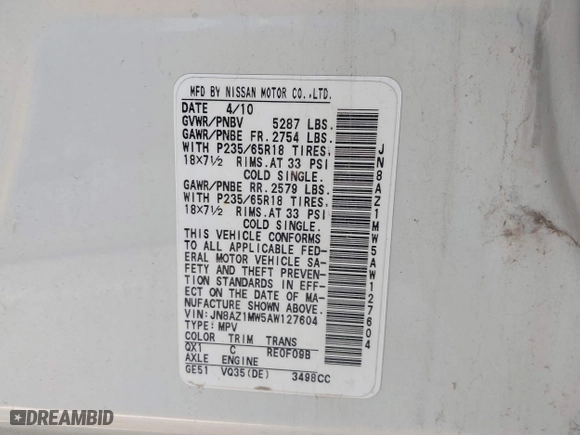 MFD BY NISSAN MOTOR CO.,LTD.
DATE 4/10
GVWR/PNBV 5287 LBS.
GAWR/PNBE FR. 2754 LBS.
WITH P235/65R18 TIRES.
18×7½ RIMS.AT 33 PSI
COLD SINGLE.
GAWR/PNBE RR. 2579 LBS.
WITH P235/65R18 TIRES.
18×7½ RIMS.AT 33 PSI
COLD SINGLE.
THIS VEHICLE CONFORMS
TO ALL APPLICABLE FED-
ERAL MOTOR VEHICLE SA-
FETY AND THEFT PREVEN-
TION STANDARDS IN EFF-
ECT ON THE DATE OF MA-
NUFACTURE SHOWN ABOVE.
VIN: JN8AZ1MW5AW127604
TYPE: MPV
COLOR TRIM TRANS
QX1 C RE0F09B
AXLE ENGINE
GE51 VQ35(DE) 3498CC
JN8AZ1MW5AW127604
DREAMBID